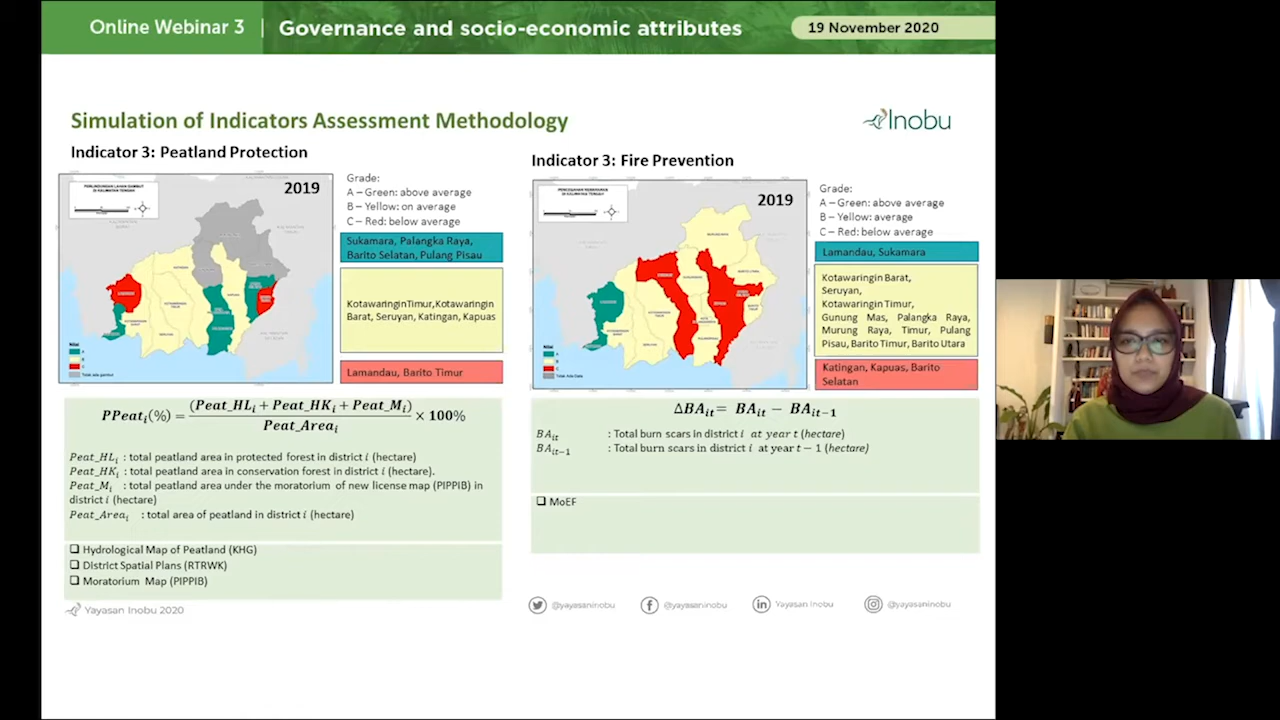 Online Webinar 3
Governance and socio-economic attributes
19 November 2020
Simulation of Indicators Assessment Methodology
Inobu
Indicator 3: Peatland Protection
2019
Grade:
A – Green: above average
B – Yellow: on average
C – Red: below average
Sukamara, Palangka Raya,
Barito Selatan, Pulang Pisau
KotawaringinTimur,Kotawaringin
Barat, Seruyan, Katingan, Kapuas
Lamandau, Barito Timur
PPeat_i(%) = (Peat_HL_i + Peat_HK_i + Peat_M_i) / Peat_Area_i × 100%
Peat_HL_i : total peatland area in protected forest in district i (hectare)
Peat_HK_i : total peatland area in conservation forest in district i (hectare).
Peat_M_i : total peatland area under the moratorium of new license map (PIPPIB) in
district i (hectare)
Peat_Area_i : total area of peatland in district i (hectare)
❑ Hydrological Map of Peatland (KHG)
❑ District Spatial Plans (RTRWK)
❑ Moratorium Map (PIPPIB)
Indicator 3: Fire Prevention
2019
Grade:
A – Green: above average
B – Yellow: average
C – Red: below average
Lamandau, Sukamara
Kotawaringin Barat,
Seruyan,
Kotawaringin Timur,
Gunung Mas, Palangka Raya,
Murung Raya, Timur, Pulang
Pisau, Barito Timur, Barito Utara
Katingan, Kapuas, Barito
Selatan
ΔBA_it = BA_it − BA_it−1
BA_it : Total burn scars in district i at year t (hectare)
BA_it−1 : Total burn scars in district i at year t − 1 (hectare)
❑ MoEF
Yayasan Inobu 2020
@yayasaninobu
@yayasaninobu
Yayasan Inobu
@yayasaninobu